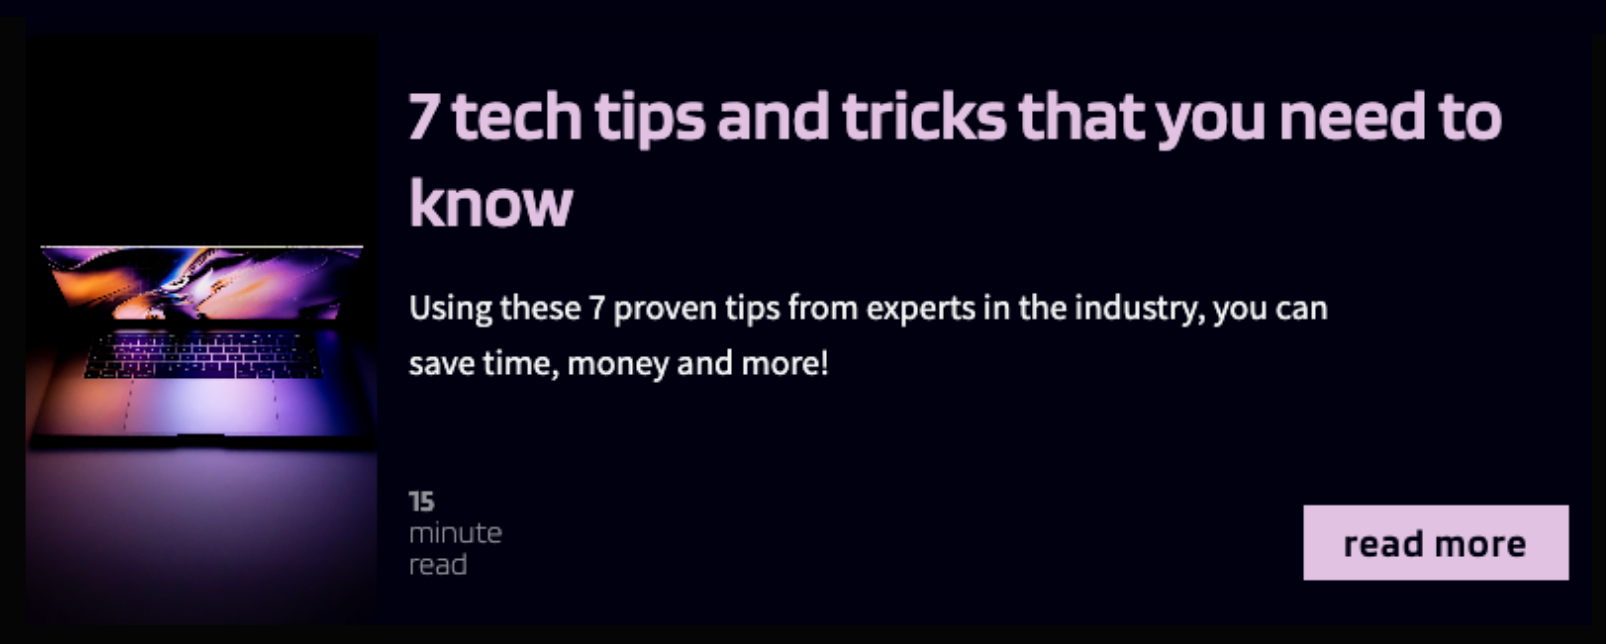 7 tech tips and tricks that you need to
know
Using these 7 proven tips from experts in the industry, you can
save time, money and more!
15
minute
read
read more